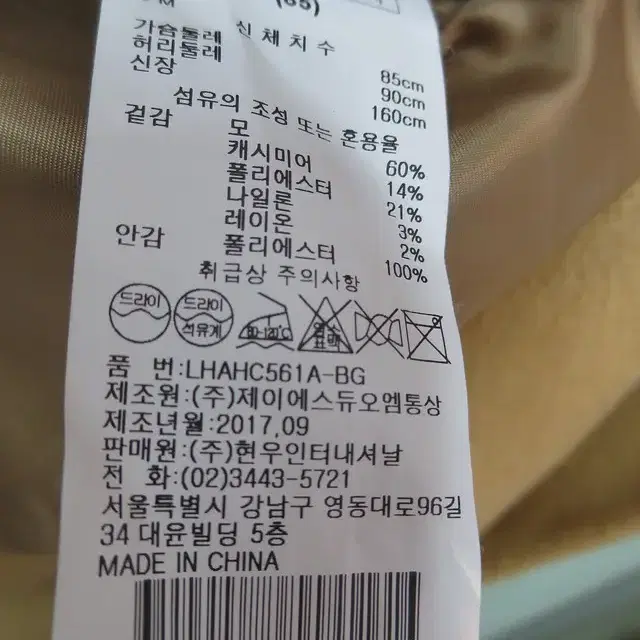 (85)
신체치수
가슴둘레 85cm
허리둘레 90cm
신장 160cm
섬유의 조성 또는 혼용율
겉감 모 60%
캐시미어 14%
폴리에스터 21%
나일론 3%
레이온 2%
안감 폴리에스터 100%
취급상 주의사항
드라이 드라이 석유계 80-120℃ 염소 표백
품 번:LHAHC561A-BG
제조원:(주)제이에스듀오엠통상
제조년월:2017.09
판매원:(주)현우인터내셔날
전 화:(02)3443-5721
서울특별시 강남구 영동대로96길
34 대윤빌딩 5층
MADE IN CHINA